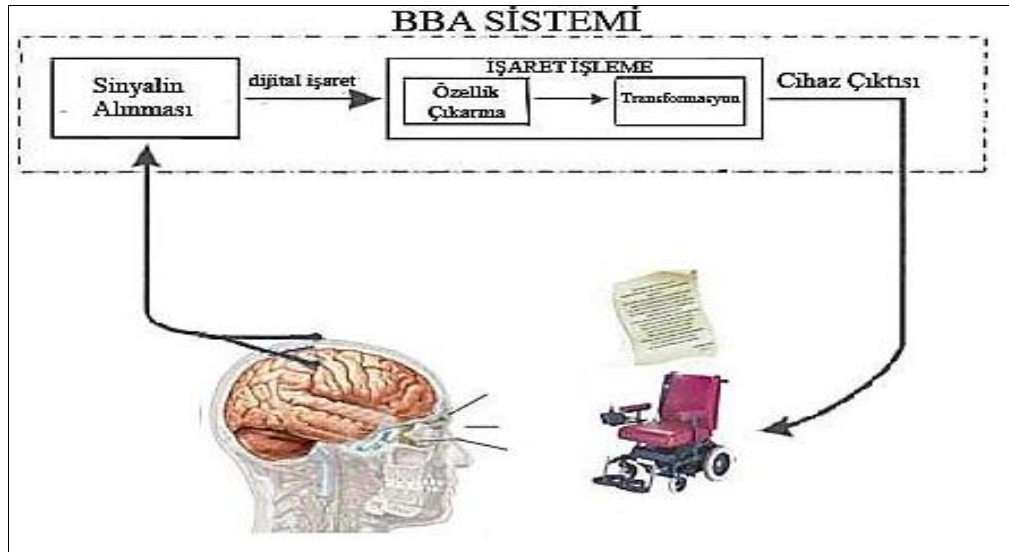 BBA SİSTEMİ
Sinyalin
Alınması
dijital işaret
İŞARET İŞLEME
Özellik
Çıkarma
Transformasyon
Cihaz Çıktısı